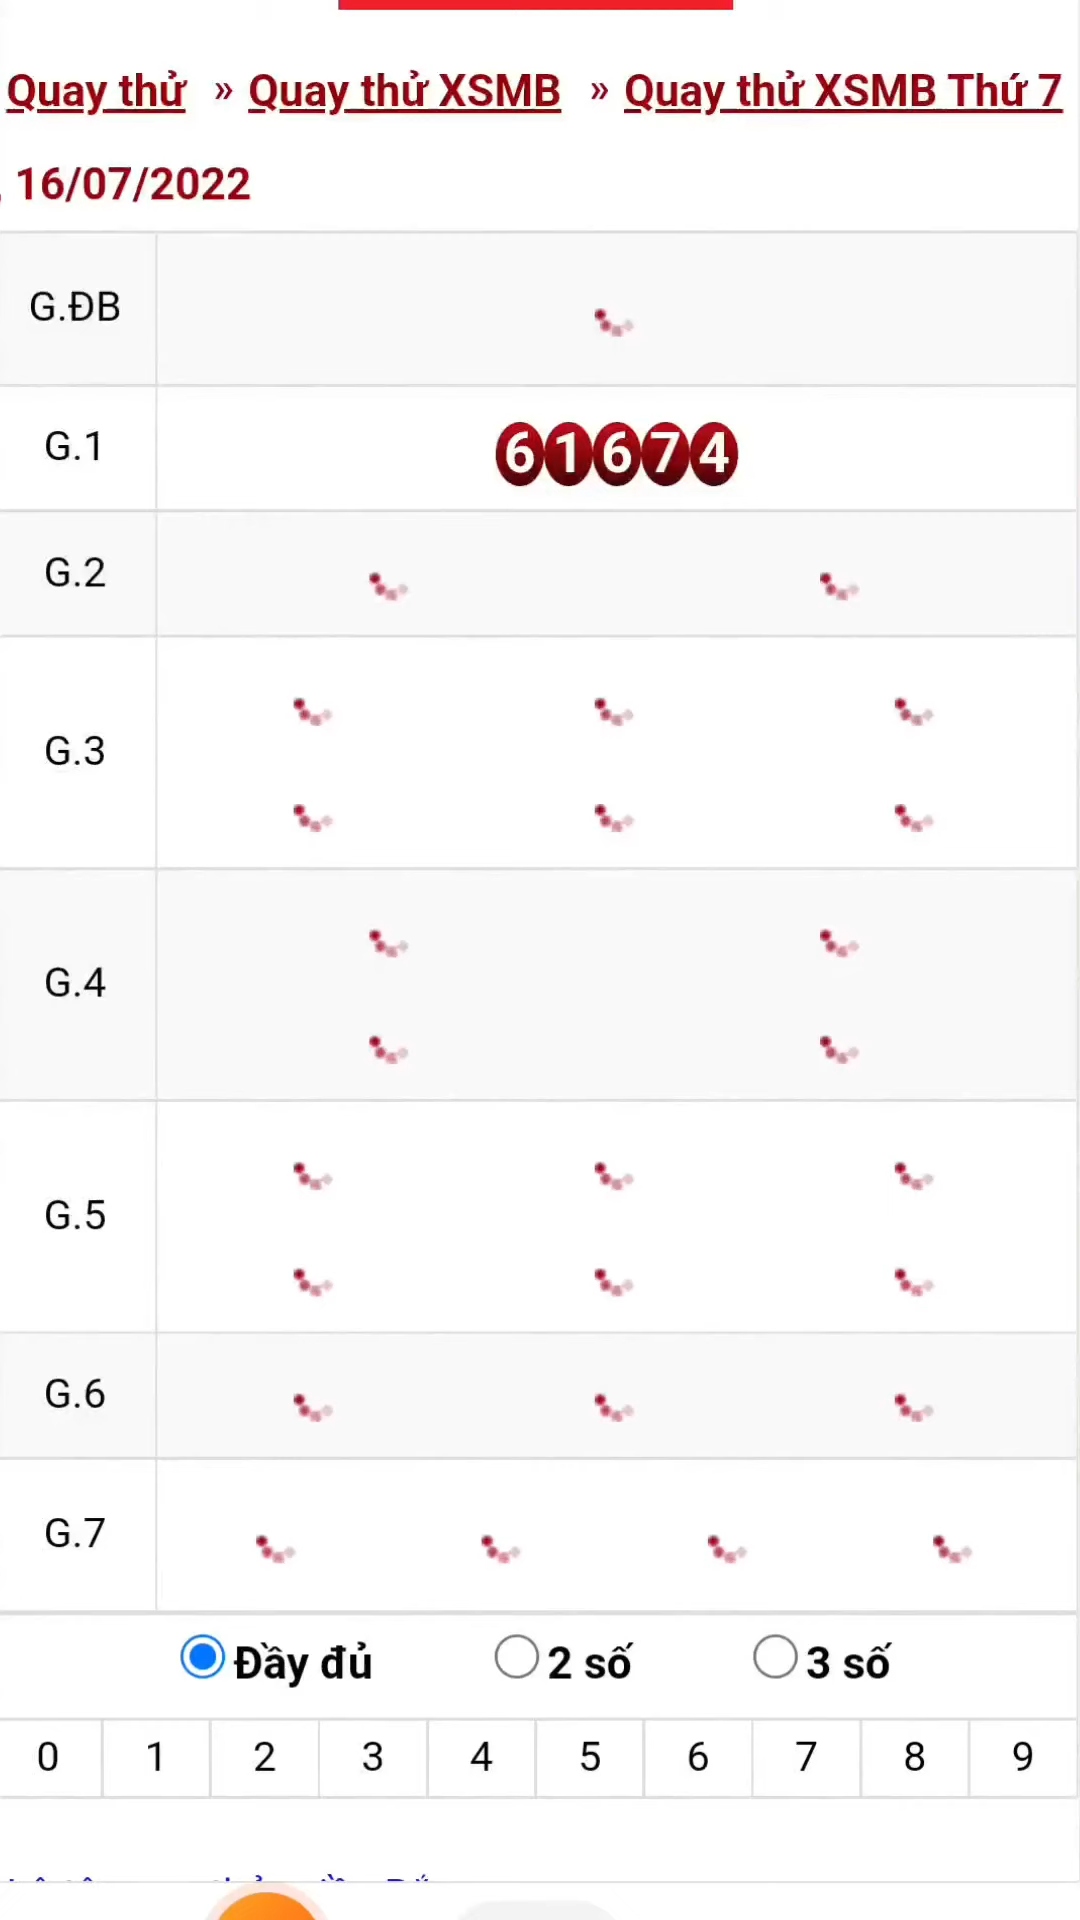 Quay thử » Quay thử XSMB » Quay thử XSMB Thứ 7
, 16/07/2022
G.ĐB
G.1 61674
G.2
G.3
G.4
G.5
G.6
G.7
Đầy đủ 2 số 3 số
0 1 2 3 4 5 6 7 8 9